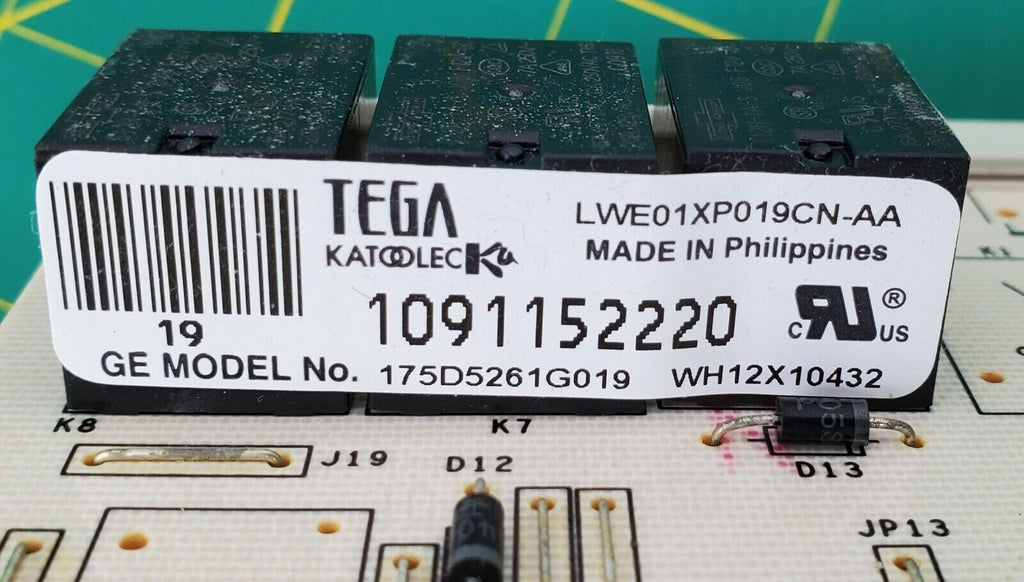 TEGA
KATOOLEC
LWE01XP019CN-AA
MADE IN Philippines
1091152220
C US ®
19
GE MODEL No. 175D5261G019 WH12X10432
K8
K7
J19
D12
D13
JP13